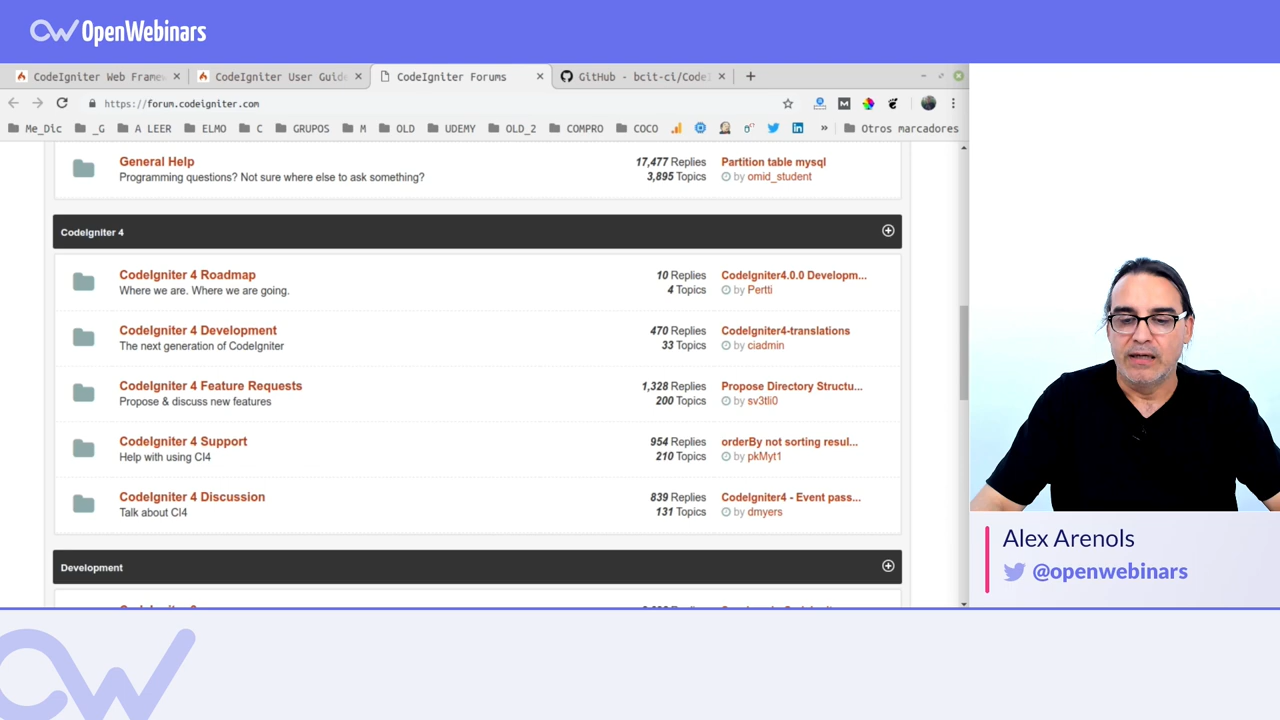 OpenWebinars
CodeIgniter Web Frame
CodeIgniter User Guide
CodeIgniter Forums
GitHub - bcit-ci/Code
https://forum.codeigniter.com
Me_Dic
_G
A LEER
ELMO
C
GRUPOS
M
OLD
UDEMY
OLD_2
COMPRO
COCO
»
Otros marcadores
General Help
Programming questions? Not sure where else to ask something?
17,477 Replies
3,895 Topics
Partition table mysql
by omid_student
CodeIgniter 4
CodeIgniter 4 Roadmap
Where we are. Where we are going.
10 Replies
4 Topics
CodeIgniter4.0.0 Developm...
by Pertti
CodeIgniter 4 Development
The next generation of CodeIgniter
470 Replies
33 Topics
CodeIgniter4-translations
by ciadmin
CodeIgniter 4 Feature Requests
Propose & discuss new features
1,328 Replies
200 Topics
Propose Directory Structu...
by sv3tli0
CodeIgniter 4 Support
Help with using CI4
954 Replies
210 Topics
orderBy not sorting resul...
by pkMyt1
CodeIgniter 4 Discussion
Talk about CI4
839 Replies
131 Topics
CodeIgniter4 - Event pass...
by dmyers
Development
Alex Arenols
@openwebinars